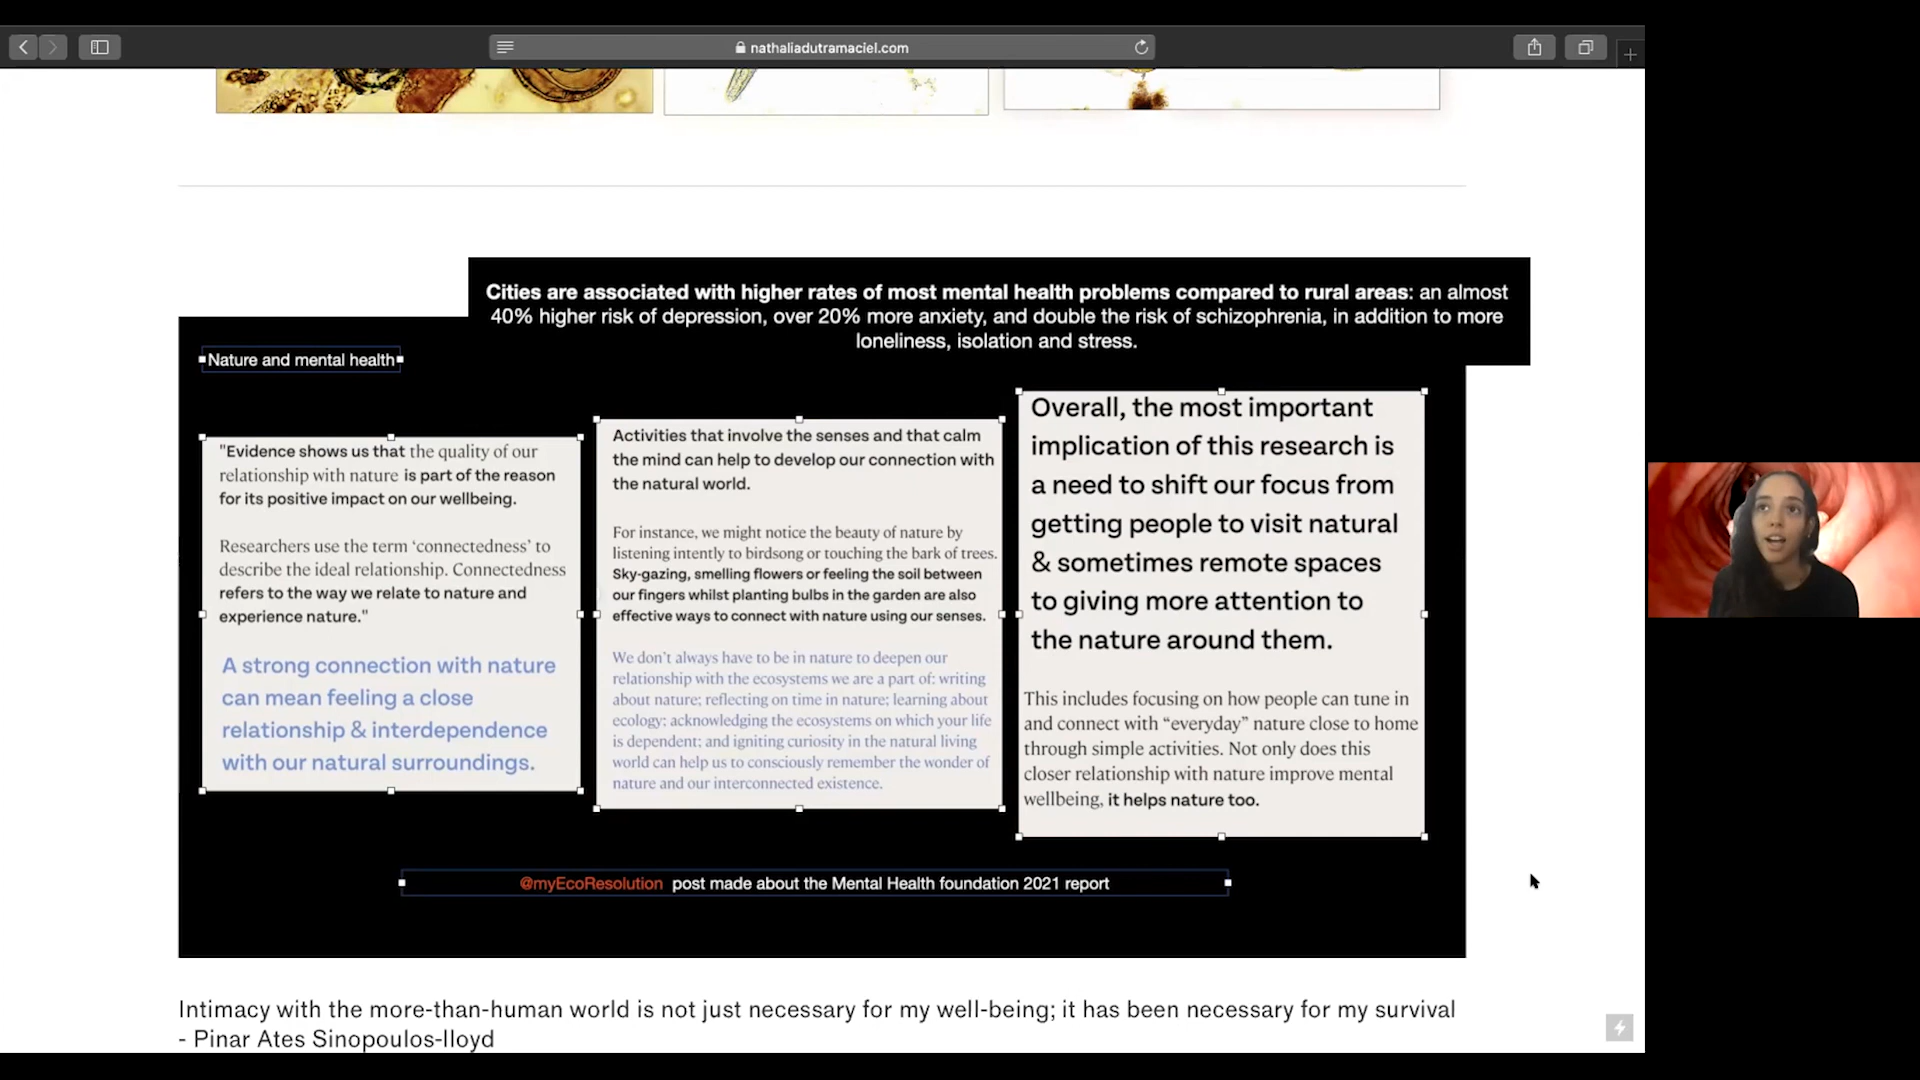 nathaliadutramaciel.com
Cities are associated with higher rates of most mental health problems compared to rural areas: an almost
40% higher risk of depression, over 20% more anxiety, and double the risk of schizophrenia, in addition to more
loneliness, isolation and stress.
Nature and mental health
"Evidence shows us that the quality of our
relationship with nature is part of the reason
for its positive impact on our wellbeing.
Researchers use the term ‘connectedness’ to
describe the ideal relationship. Connectedness
refers to the way we relate to nature and
experience nature."
A strong connection with nature
can mean feeling a close
relationship & interdependence
with our natural surroundings.
Activities that involve the senses and that calm
the mind can help to develop our connection with
the natural world.
For instance, we might notice the beauty of nature by
listening intently to birdsong or touching the bark of trees.
Sky-gazing, smelling flowers or feeling the soil between
our fingers whilst planting bulbs in the garden are also
effective ways to connect with nature using our senses.
We don’t always have to be in nature to deepen our
relationship with the ecosystems we are a part of: writing
about nature; reflecting on time in nature; learning about
ecology; acknowledging the ecosystems on which your life
is dependent; and igniting curiosity in the natural living
world can help us to consciously remember the wonder of
nature and our interconnected existence.
Overall, the most important
implication of this research is
a need to shift our focus from
getting people to visit natural
& sometimes remote spaces
to giving more attention to
the nature around them.
This includes focusing on how people can tune in
and connect with “everyday” nature close to home
through simple activities. Not only does this
closer relationship with nature improve mental
wellbeing, it helps nature too.
@myEcoResolution post made about the Mental Health foundation 2021 report
Intimacy with the more-than-human world is not just necessary for my well-being; it has been necessary for my survival
- Pinar Ates Sinopoulos-lloyd